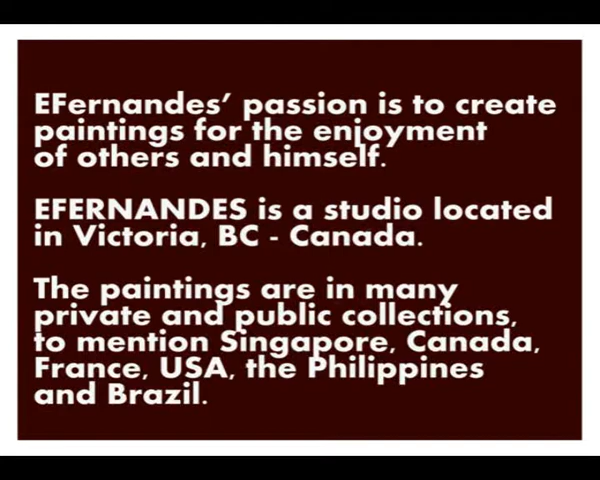 EFernandes' passion is to create
paintings for the enjoyment
of others and himself.
EFERNANDES is a studio located
in Victoria, BC - Canada.
The paintings are in many
private and public collections,
to mention Singapore, Canada,
France, USA, the Philippines
and Brazil.